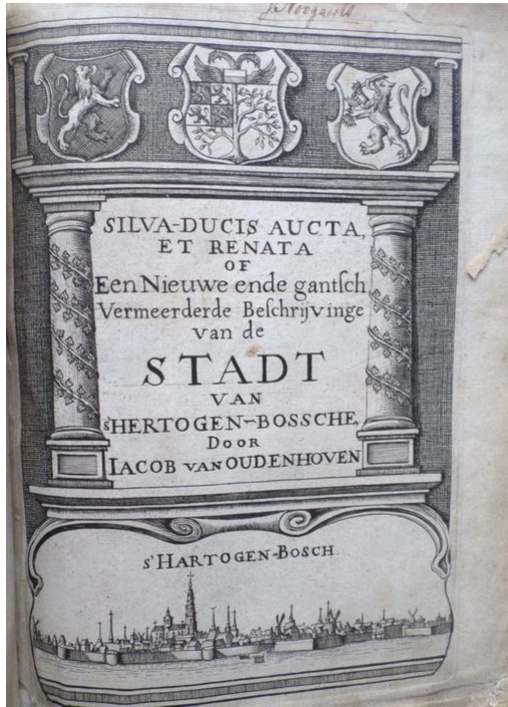 SILVA-DUCIS AUCTA,
ET RENATA
OF
Een Nieuwe ende gantſch
Vermeerderde Beſchrijvinge
van de
STADT
VAN
sHERTOGEN-BOSSCHE,
DOOR
IACOB VAN OUDENHOVEN
s'HARTOGEN-BOSCH.